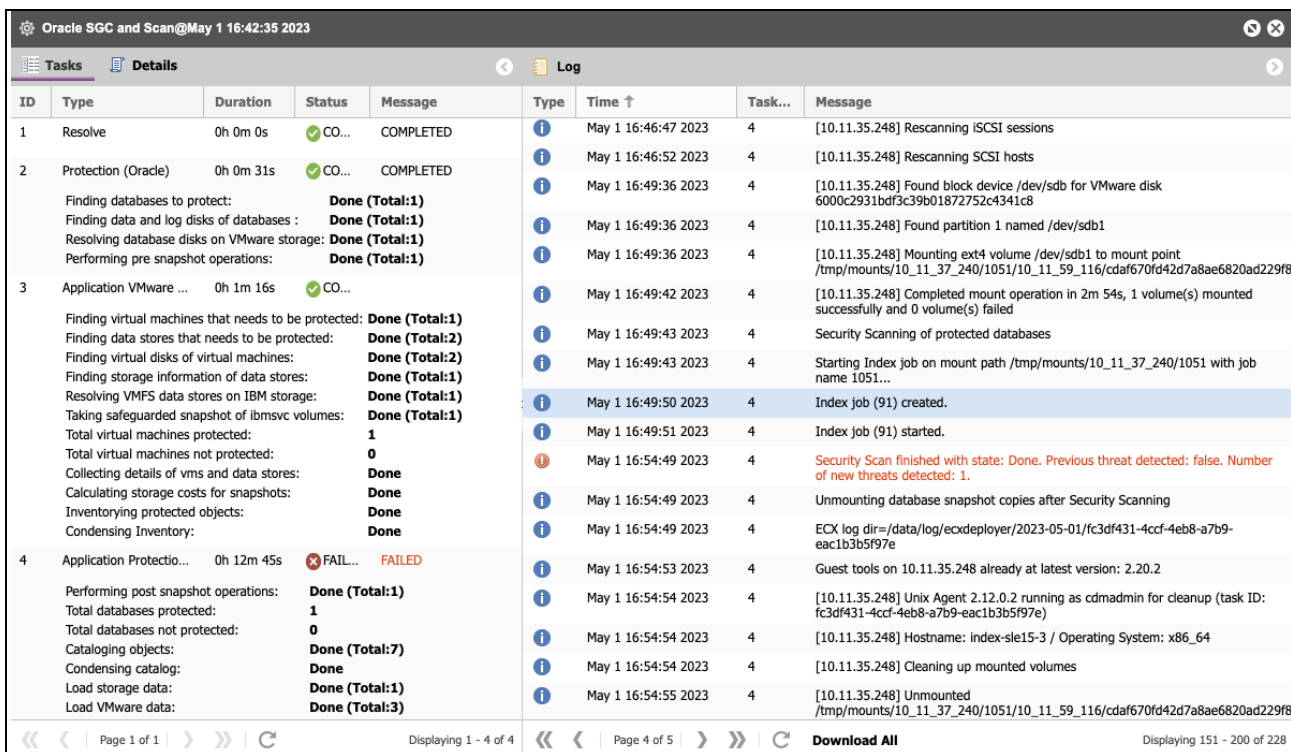 Oracle SGC and Scan@May 1 16:42:35 2023
Tasks Details
ID Type Duration Status Message
1 Resolve 0h 0m 0s CO... COMPLETED
2 Protection (Oracle) 0h 0m 31s CO... COMPLETED
Finding databases to protect: Done (Total:1)
Finding data and log disks of databases : Done (Total:1)
Resolving database disks on VMware storage: Done (Total:1)
Performing pre snapshot operations: Done (Total:1)
3 Application VMware ... 0h 1m 16s CO...
Finding virtual machines that needs to be protected: Done (Total:1)
Finding data stores that needs to be protected: Done (Total:2)
Finding virtual disks of virtual machines: Done (Total:2)
Finding storage information of data stores: Done (Total:1)
Resolving VMFS data stores on IBM storage: Done (Total:1)
Taking safeguarded snapshot of ibmsvc volumes: Done (Total:1)
Total virtual machines protected: 1
Total virtual machines not protected: 0
Collecting details of vms and data stores: Done
Calculating storage costs for snapshots: Done
Inventorying protected objects: Done
Condensing Inventory: Done
4 Application Protectio... 0h 12m 45s FAIL... FAILED
Performing post snapshot operations: Done (Total:1)
Total databases protected: 1
Total databases not protected: 0
Cataloging objects: Done (Total:7)
Condensing catalog: Done
Load storage data: Done (Total:1)
Load VMware data: Done (Total:3)
Page 1 of 1 Displaying 1 - 4 of 4
Log
Type Time ↑ Task... Message
May 1 16:46:47 2023 4 [10.11.35.248] Rescanning iSCSI sessions
May 1 16:46:52 2023 4 [10.11.35.248] Rescanning SCSI hosts
May 1 16:49:36 2023 4 [10.11.35.248] Found block device /dev/sdb for VMware disk
6000c2931bdf3c39b01872752c4341c8
May 1 16:49:36 2023 4 [10.11.35.248] Found partition 1 named /dev/sdb1
May 1 16:49:36 2023 4 [10.11.35.248] Mounting ext4 volume /dev/sdb1 to mount point
/tmp/mounts/10_11_37_240/1051/10_11_59_116/cdaf670fd42d7a8ae6820ad229f8
May 1 16:49:42 2023 4 [10.11.35.248] Completed mount operation in 2m 54s, 1 volume(s) mounted
successfully and 0 volume(s) failed
May 1 16:49:43 2023 4 Security Scanning of protected databases
May 1 16:49:43 2023 4 Starting Index job on mount path /tmp/mounts/10_11_37_240/1051 with job
name 1051...
May 1 16:49:50 2023 4 Index job (91) created.
May 1 16:49:51 2023 4 Index job (91) started.
May 1 16:54:49 2023 4 Security Scan finished with state: Done. Previous threat detected: false. Number
of new threats detected: 1.
May 1 16:54:49 2023 4 Unmounting database snapshot copies after Security Scanning
May 1 16:54:49 2023 4 ECX log dir=/data/log/ecxdeployer/2023-05-01/fc3df431-4ccf-4eb8-a7b9-
eac1b3b5f97e
May 1 16:54:53 2023 4 Guest tools on 10.11.35.248 already at latest version: 2.20.2
May 1 16:54:54 2023 4 [10.11.35.248] Unix Agent 2.12.0.2 running as cdmadmin for cleanup (task ID:
fc3df431-4ccf-4eb8-a7b9-eac1b3b5f97e)
May 1 16:54:54 2023 4 [10.11.35.248] Hostname: index-sle15-3 / Operating System: x86_64
May 1 16:54:54 2023 4 [10.11.35.248] Cleaning up mounted volumes
May 1 16:54:55 2023 4 [10.11.35.248] Unmounted
/tmp/mounts/10_11_37_240/1051/10_11_59_116/cdaf670fd42d7a8ae6820ad229f8
Page 4 of 5 Download All Displaying 151 - 200 of 228